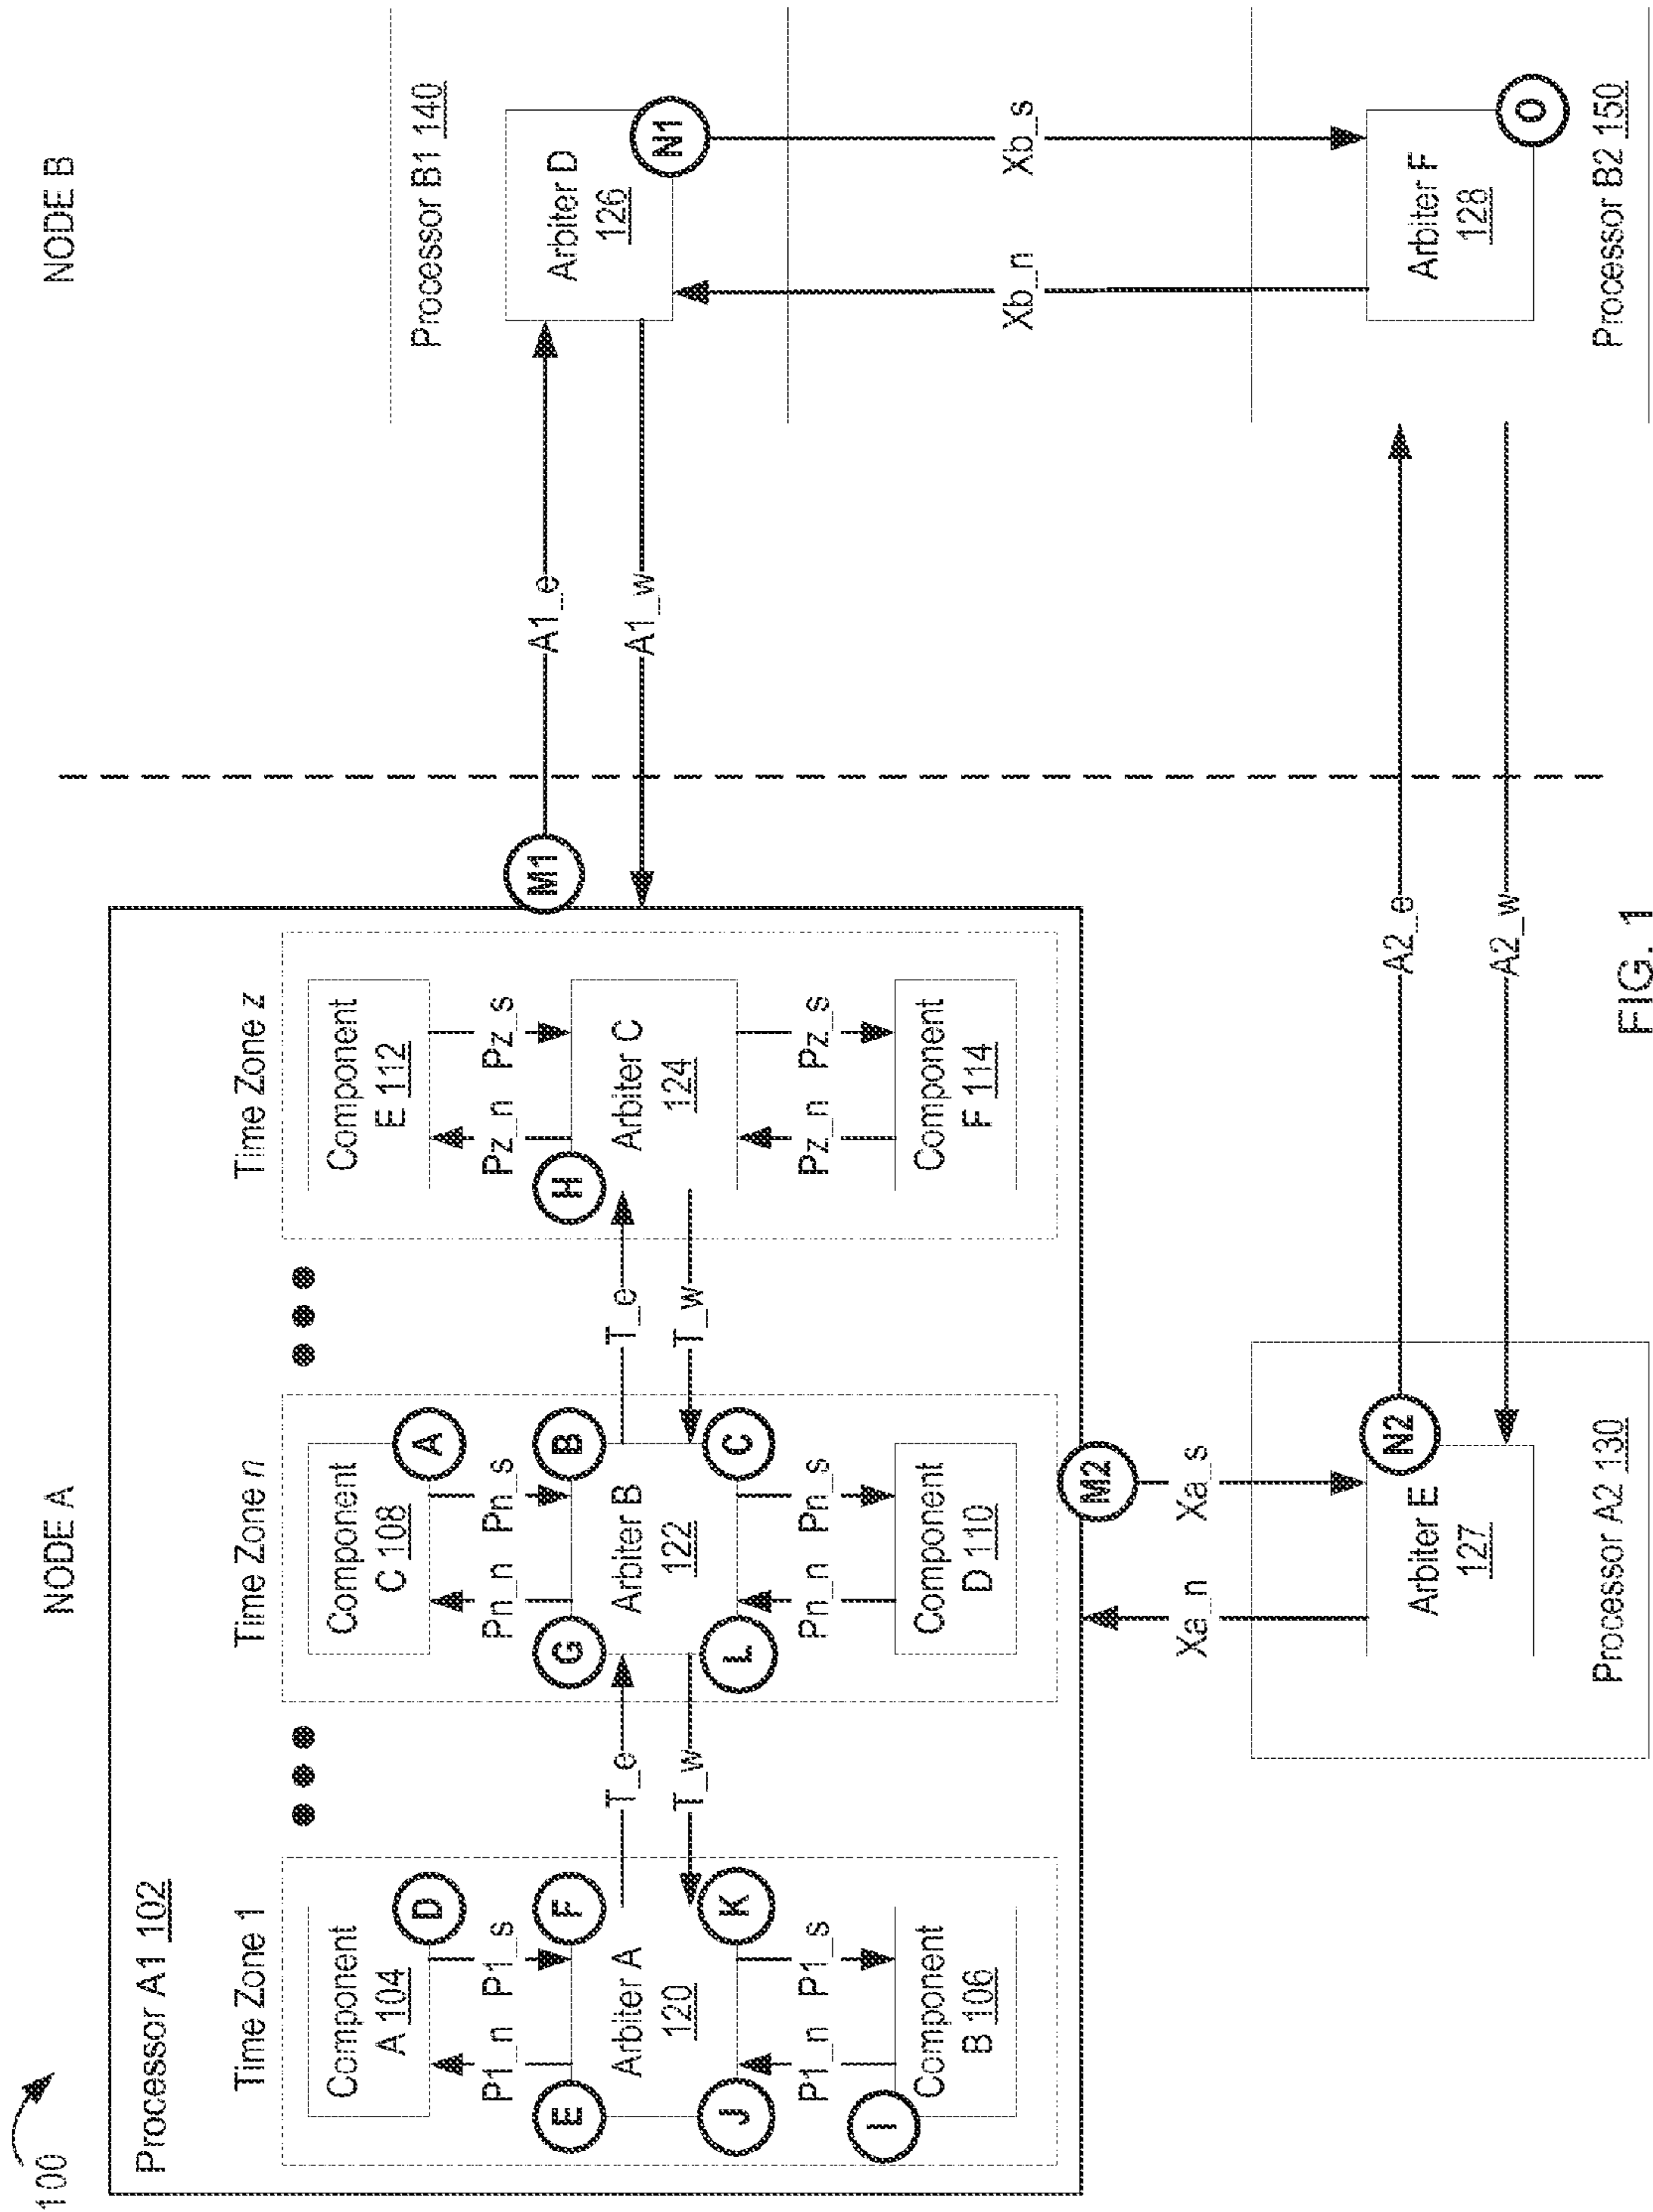 100
NODE A
NODE B
Processor A1 102
Time Zone 1
Time Zone n
Time Zone z
Component
A 104
D
Component
C 108
A
Component
E 112
P1_n
P1_s
Pn_n
Pn_s
Pz_n
Pz_s
E
F
G
B
H
M1
Arbiter A
120
Arbiter B
122
Arbiter C
124
T_e
T_w
T_e
T_w
J
K
L
C
P1_n
P1_s
Pn_n
Pn_s
Pz_n
Pz_s
I
Component
B 106
Component
D 110
Component
F 114
A1_e
A1_w
Processor B1 140
Arbiter D
126
N1
M2
Xa_n
Xa_s
Xb_n
Xb_s
Arbiter E
127
N2
Processor A2 130
A2_e
A2_w
Arbiter F
128
O
Processor B2 150
FIG. 1